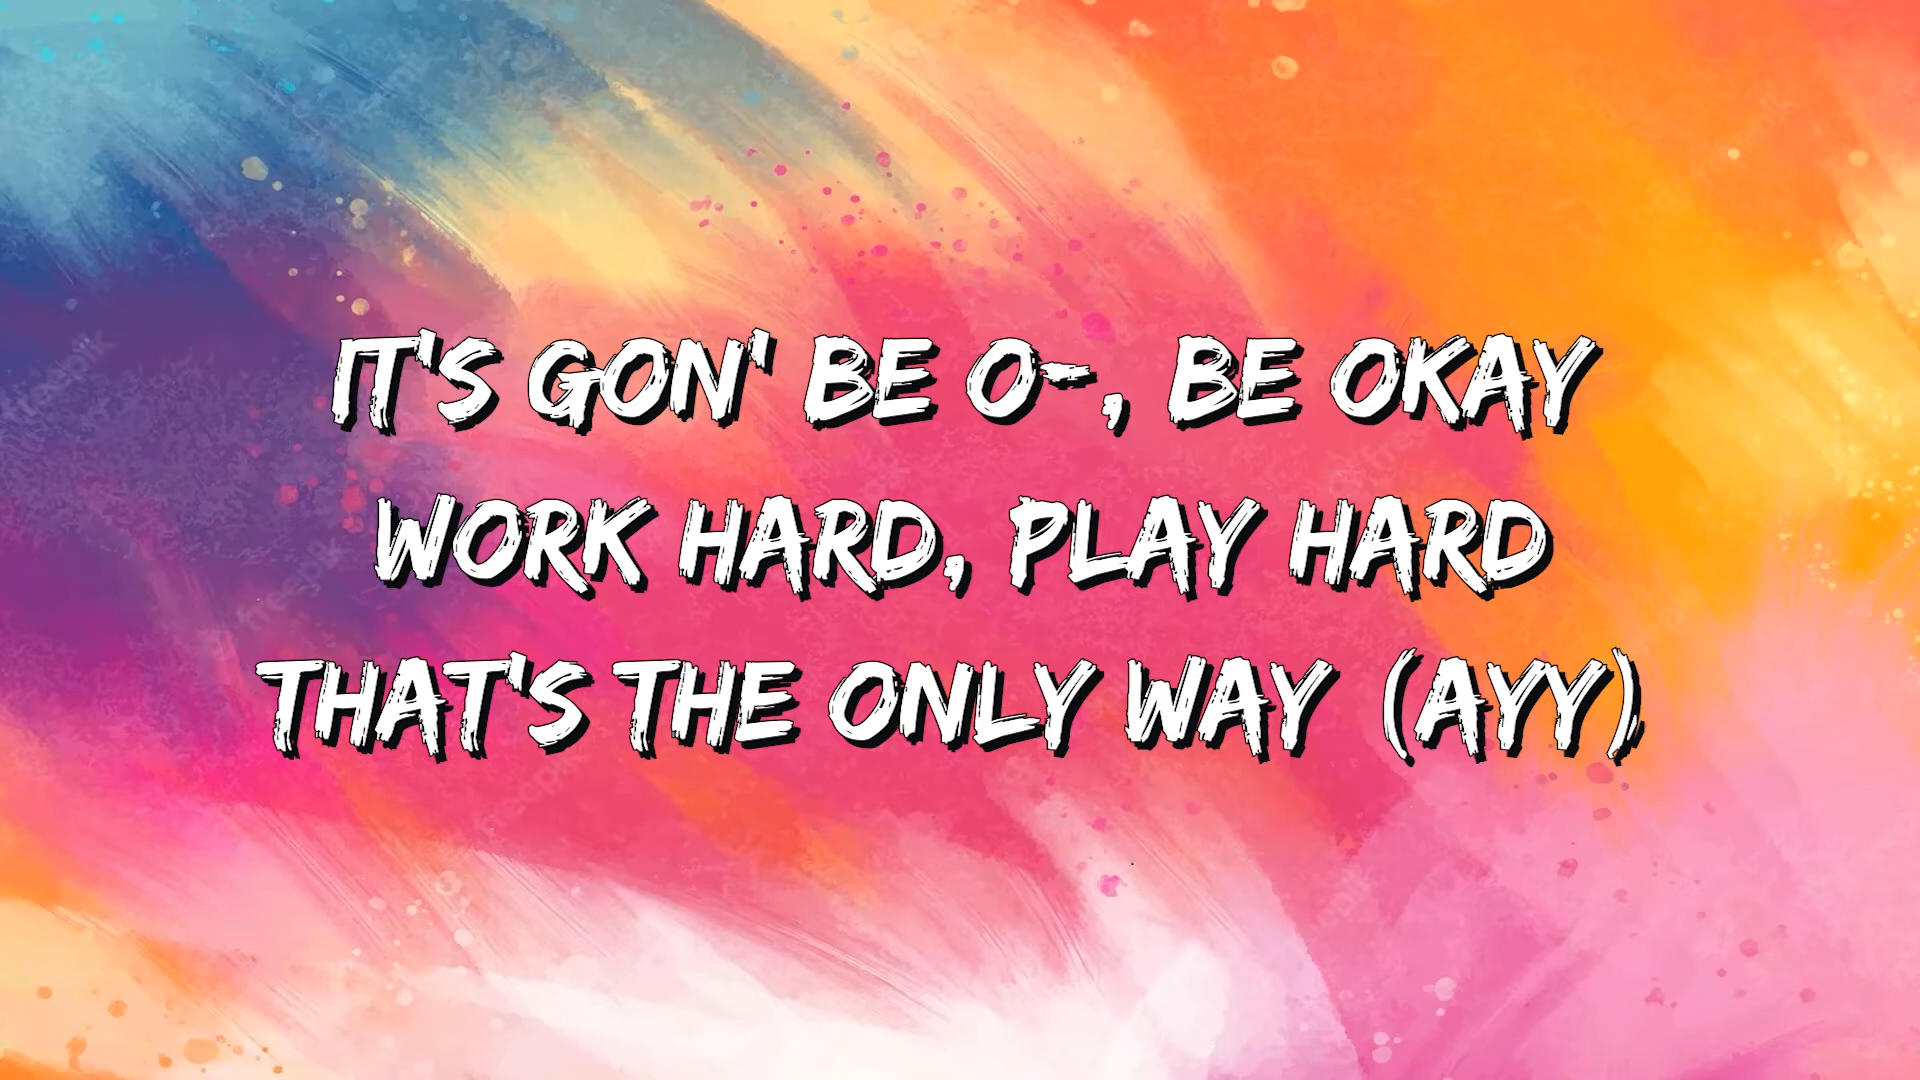 IT'S GON' BE O-, BE OKAY
WORK HARD, PLAY HARD
THAT'S THE ONLY WAY (AYY)